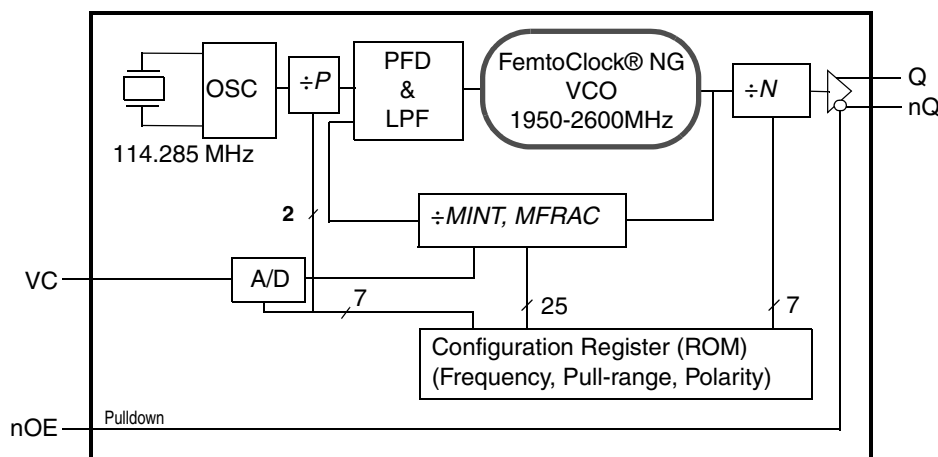 OSC
÷P
PFD
&
LPF
FemtoClock® NG
VCO
1950-2600MHz
÷N
Q
nQ
114.285 MHz
2
÷MINT, MFRAC
VC
A/D
7
25
7
Configuration Register (ROM)
(Frequency, Pull-range, Polarity)
nOE
Pulldown